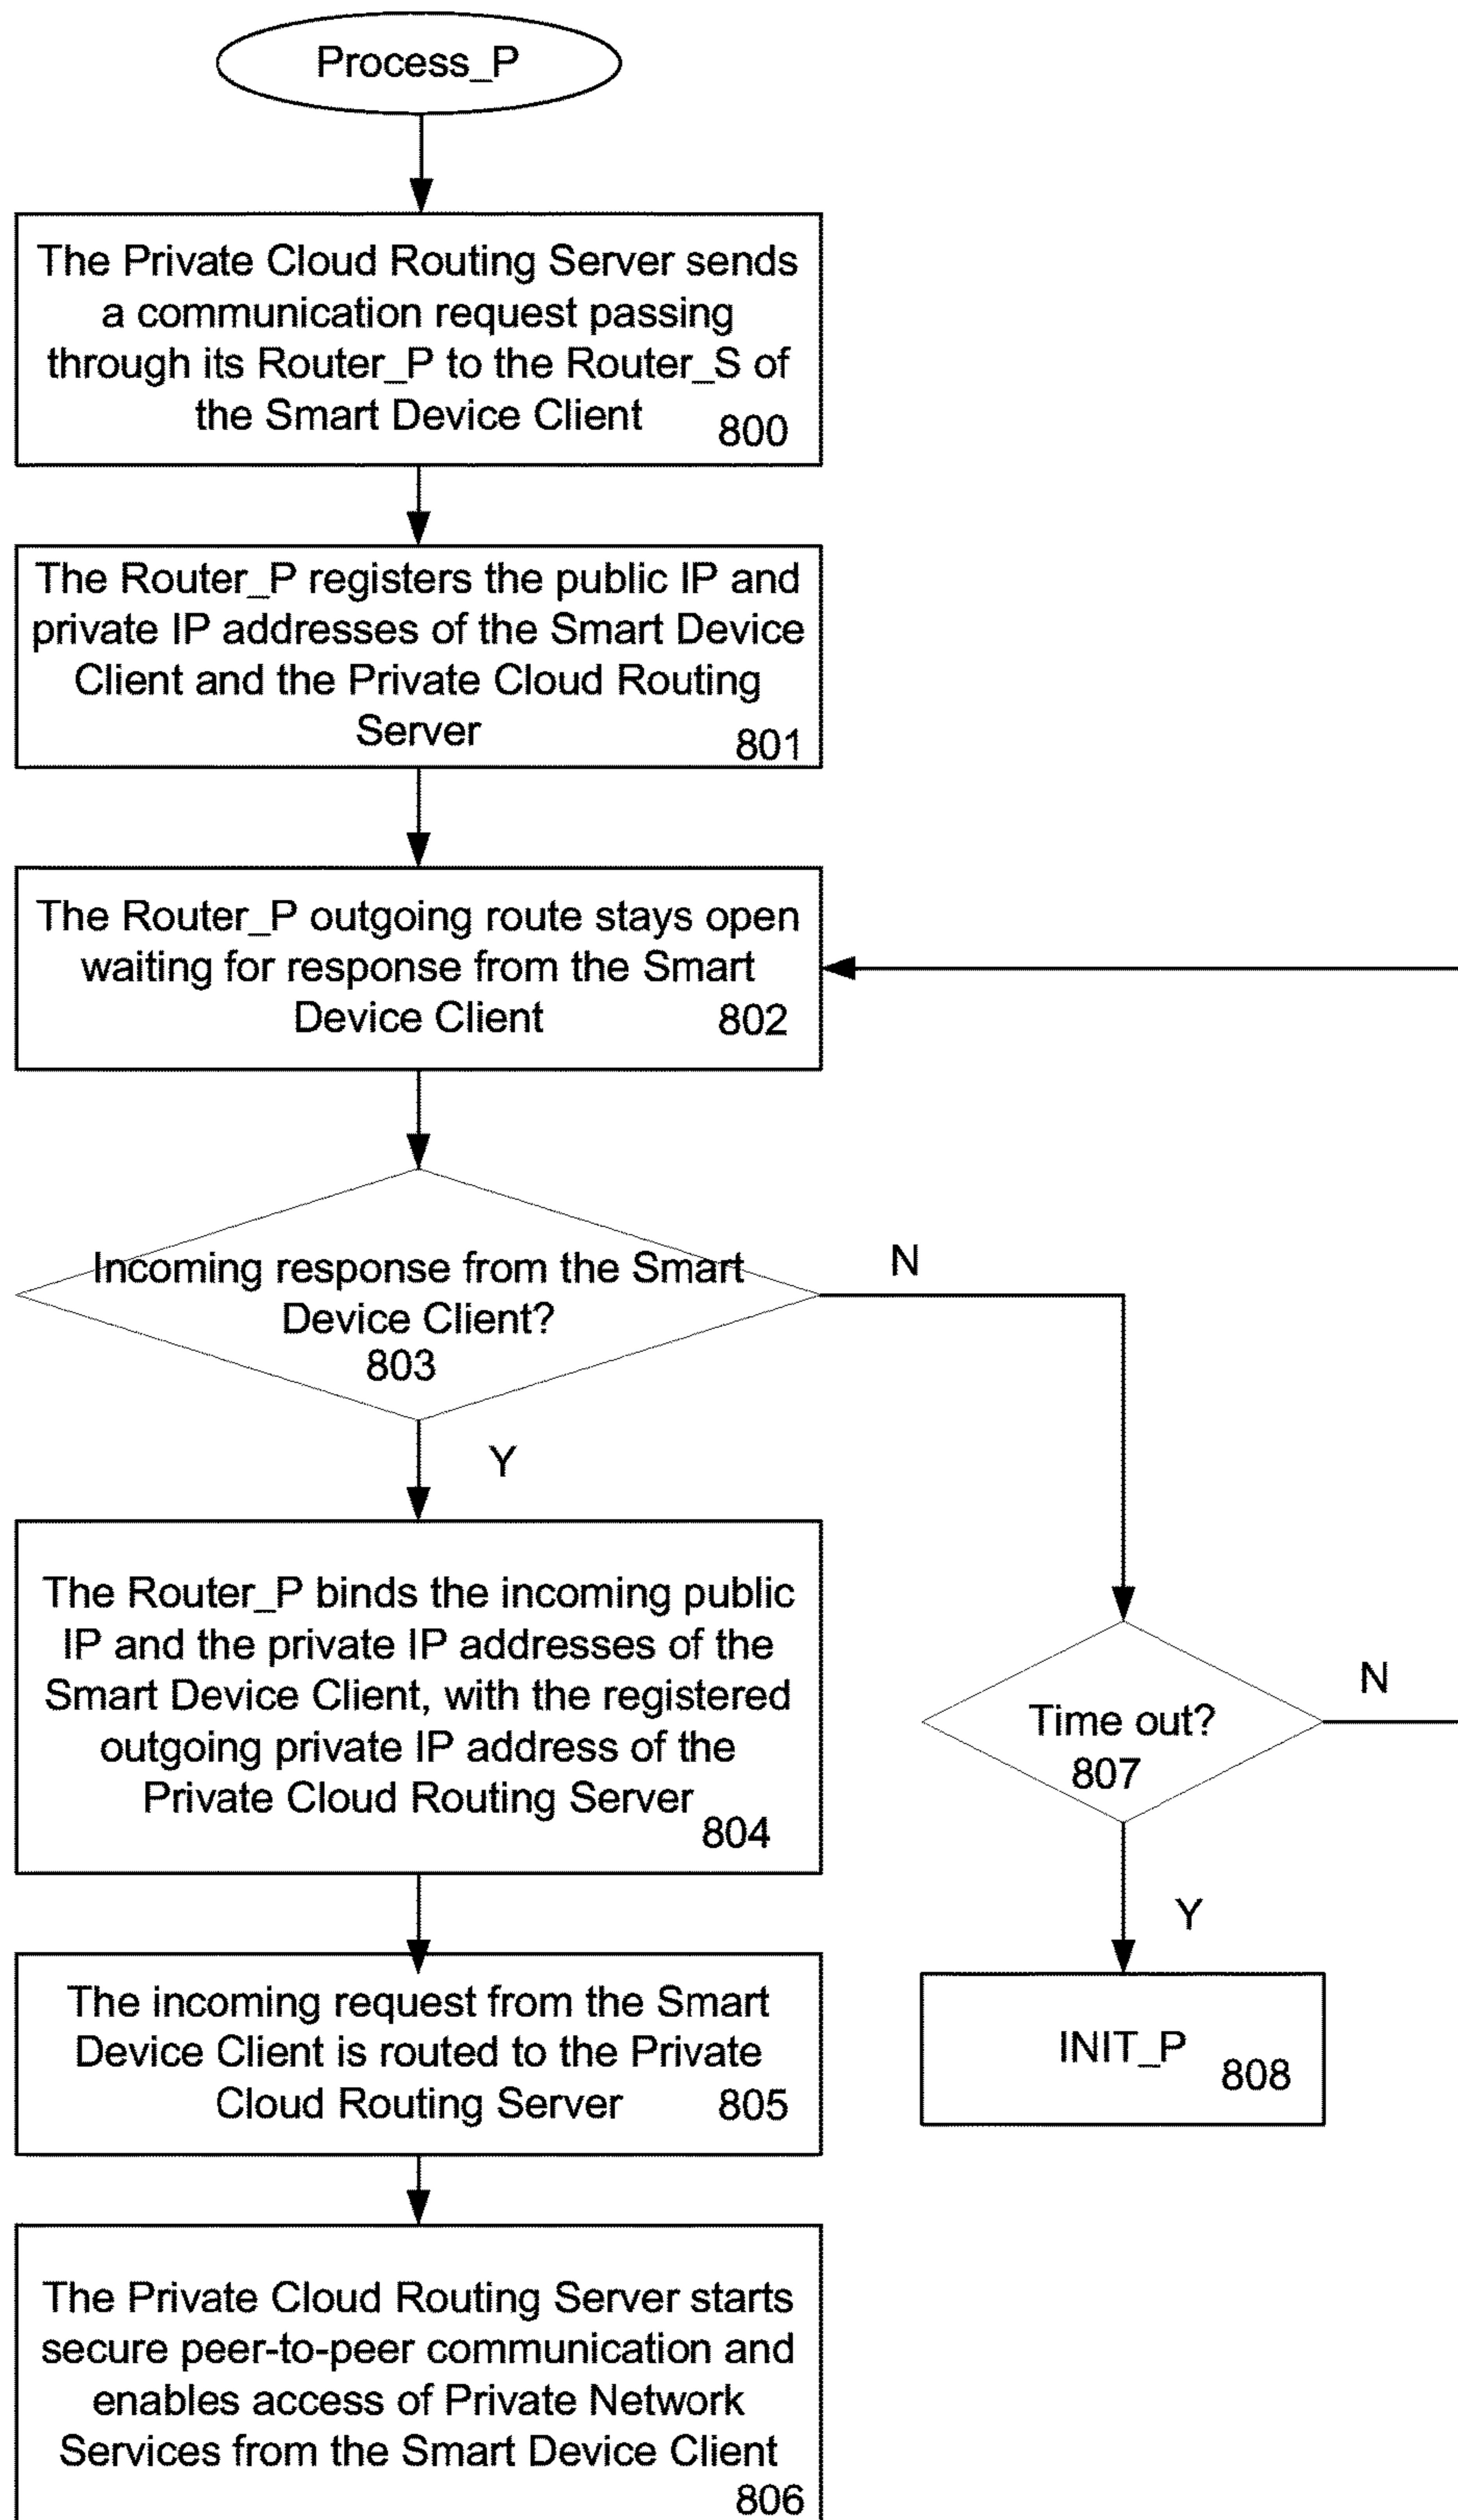 Process_P
The Private Cloud Routing Server sends
a communication request passing
through its Router_P to the Router_S of
the Smart Device Client
800
The Router_P registers the public IP and
private IP addresses of the Smart Device
Client and the Private Cloud Routing
Server
801
The Router_P outgoing route stays open
waiting for response from the Smart
Device Client
802
Incoming response from the Smart
Device Client?
803
N
Y
The Router_P binds the incoming public
IP and the private IP addresses of the
Smart Device Client, with the registered
outgoing private IP address of the
Private Cloud Routing Server
804
Time out?
807
N
Y
The incoming request from the Smart
Device Client is routed to the Private
Cloud Routing Server
805
INIT_P
808
The Private Cloud Routing Server starts
secure peer-to-peer communication and
enables access of Private Network
Services from the Smart Device Client
806